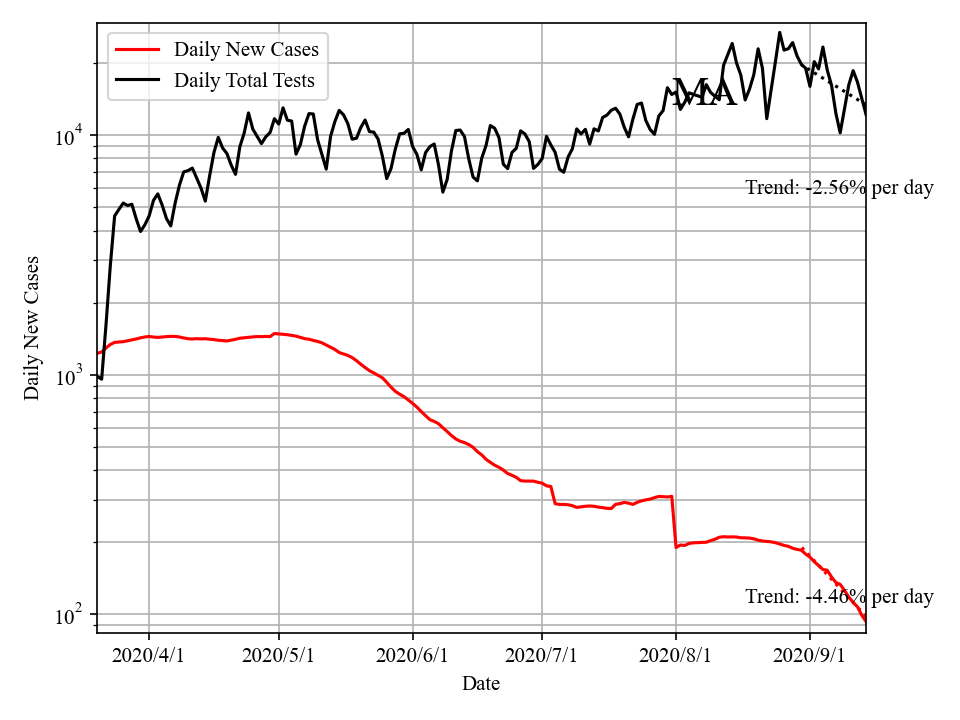 Daily New Cases
Daily Total Tests
MA
10^4
Trend: -2.56% per day
Daily New Cases
10^3
Trend: -4.46% per day
10^2
2020/4/1 2020/5/1 2020/6/1 2020/7/1 2020/8/1 2020/9/1
Date